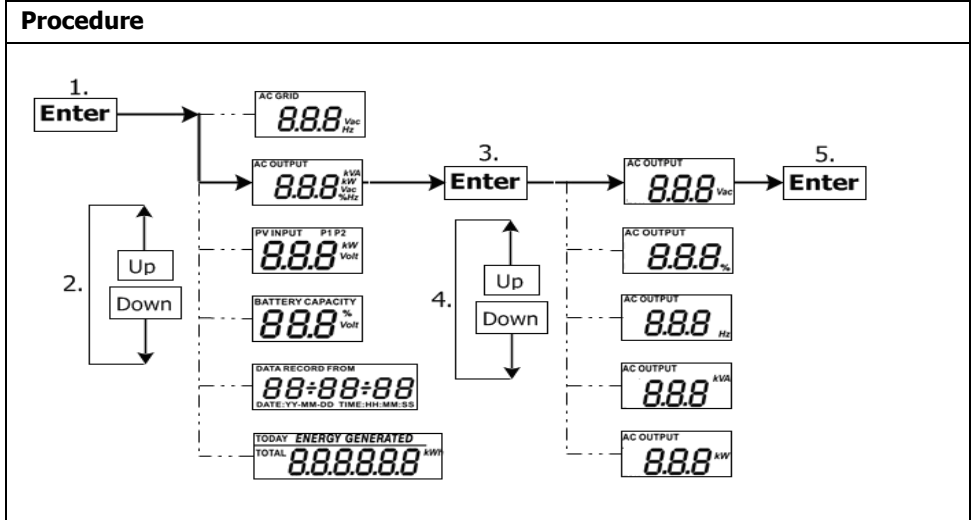 Procedure
1.
Enter
AC GRID
8.8.8 Vac
Hz
AC OUTPUT
8.8.8 kVA
kW
Vac
%Hz
3.
Enter
AC OUTPUT
8.8.8 Vac
5.
Enter
2.
Up
Down
PV INPUT P1 P2
8.8.8 kW
Volt
4.
Up
Down
AC OUTPUT
8.8.8 %
BATTERY CAPACITY
88.8 %
Volt
AC OUTPUT
8.8.8 Hz
DATA RECORD FROM
88:88:88
DATE:YY-MM-DD TIME:HH:MM:SS
AC OUTPUT
8.8.8 kVA
TODAY ENERGY GENERATED
TOTAL 8.8.8.8.8.8 kWh
AC OUTPUT
8.8.8 kW